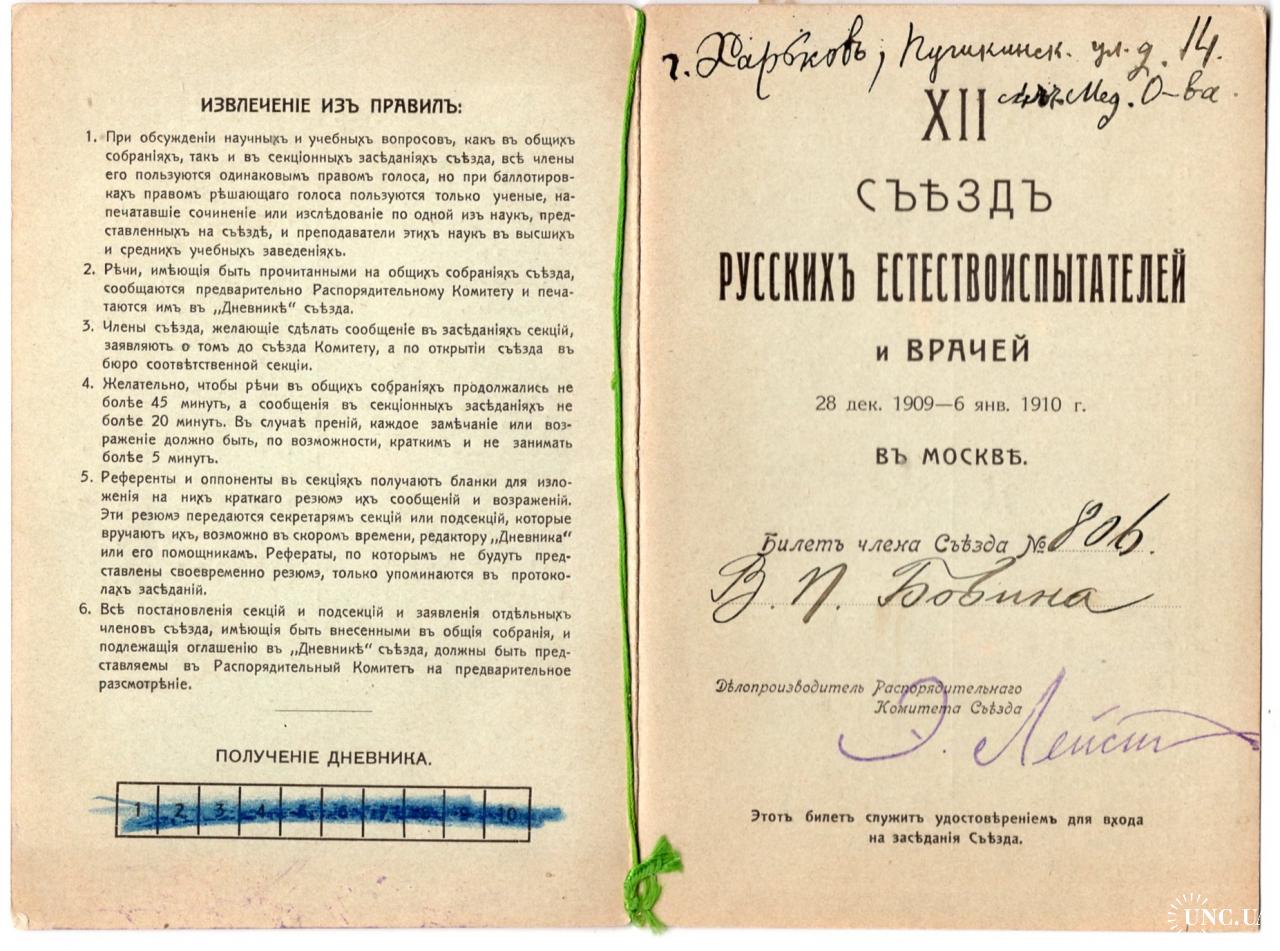 ИЗВЛЕЧЕНІЕ ИЗЪ ПРАВИЛЪ:
1. При обсужденіи научныхъ и учебныхъ вопросовъ, какъ въ общихъ
собраніяхъ, такъ и въ секціонныхъ засѣданіяхъ съѣзда, всѣ члены
его пользуются одинаковымъ правомъ голоса, но при баллотиров-
кахъ правомъ рѣшающаго голоса пользуются только ученые, на-
печатавшіе сочиненіе или изслѣдованіе по одной изъ наукъ, пред-
ставленныхъ на съѣздѣ, и преподаватели этихъ наукъ въ высшихъ
и среднихъ учебныхъ заведеніяхъ.
2. Рѣчи, имѣющія быть прочитанными на общихъ собраніяхъ съѣзда,
сообщаются предварительно Распорядительному Комитету и печа-
таются имъ въ „Дневникѣ“ съѣзда.
3. Члены съѣзда, желающіе сдѣлать сообщеніе въ засѣданіяхъ секцій,
заявляютъ о томъ до съѣзда Комитету, а по открытіи съѣзда въ
бюро соотвѣтственной секціи.
4. Желательно, чтобы рѣчи въ общихъ собраніяхъ продолжались не
болѣе 45 минутъ, а сообщенія въ секціонныхъ засѣданіяхъ не
болѣе 20 минутъ. Въ случаѣ преній, каждое замѣчаніе или воз-
раженіе должно быть, по возможности, краткимъ и не занимать
болѣе 5 минутъ.
5. Референты и оппоненты въ секціяхъ получаютъ бланки для изло-
женія на нихъ краткаго резюмэ ихъ сообщеній и возраженій.
Эти резюмэ передаются секретарямъ секцій или подсекцій, которые
вручаютъ ихъ, возможно въ скоромъ времени, редактору „Дневника“
или его помощникамъ. Рефераты, по которымъ не будутъ пред-
ставлены своевременно резюмэ, только упоминаются въ протоко-
лахъ засѣданій.
6. Всѣ постановленія секцій и подсекцій и заявленія отдѣльныхъ
членовъ съѣзда, имѣющія быть внесенными въ общія собранія, и
подлежащія оглашенію въ „Дневникѣ“ съѣзда, должны быть пред-
ставляемы въ Распорядительный Комитетъ на предварительное
разсмотрѣніе.
ПОЛУЧЕНІЕ ДНЕВНИКА.
1 2 3 4 5 6 7 8 9 10
г. Харьковъ, Пушкинск. ул. д. 14.
Мед. О-ва.
XII
СЪѢЗДЪ
РУССКИХЪ ЕСТЕСТВОИСПЫТАТЕЛЕЙ
и ВРАЧЕЙ
28 дек. 1909—6 янв. 1910 г.
ВЪ МОСКВѢ.
Билетъ члена Съѣзда № 806.
В. П. Бобина
Дѣлопроизводитель Распорядительнаго
Комитета Съѣзда
Э. Лейст
Этотъ билетъ служитъ удостовѣреніемъ для входа
на засѣданія Съѣзда.
UNC.UA